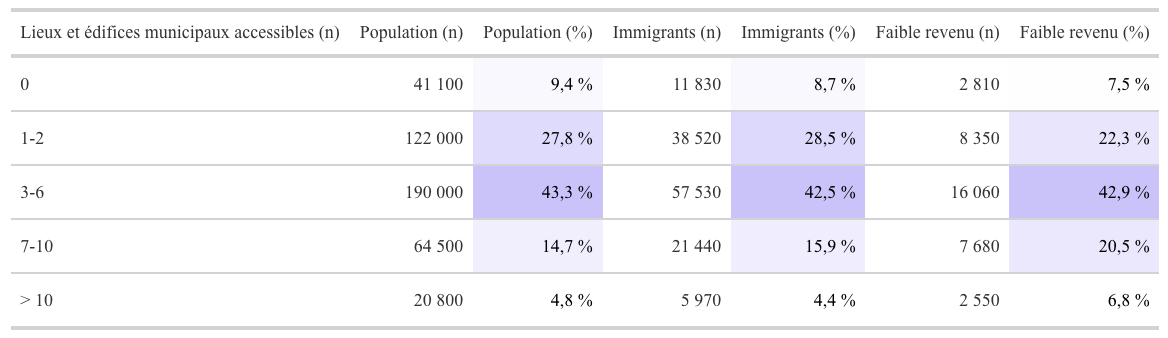 Lieux et édifices municipaux accessibles (n) Population (n) Population (%) Immigrants (n) Immigrants (%) Faible revenu (n) Faible revenu (%)
0 41 100 9,4 % 11 830 8,7 % 2 810 7,5 %
1-2 122 000 27,8 % 38 520 28,5 % 8 350 22,3 %
3-6 190 000 43,3 % 57 530 42,5 % 16 060 42,9 %
7-10 64 500 14,7 % 21 440 15,9 % 7 680 20,5 %
> 10 20 800 4,8 % 5 970 4,4 % 2 550 6,8 %